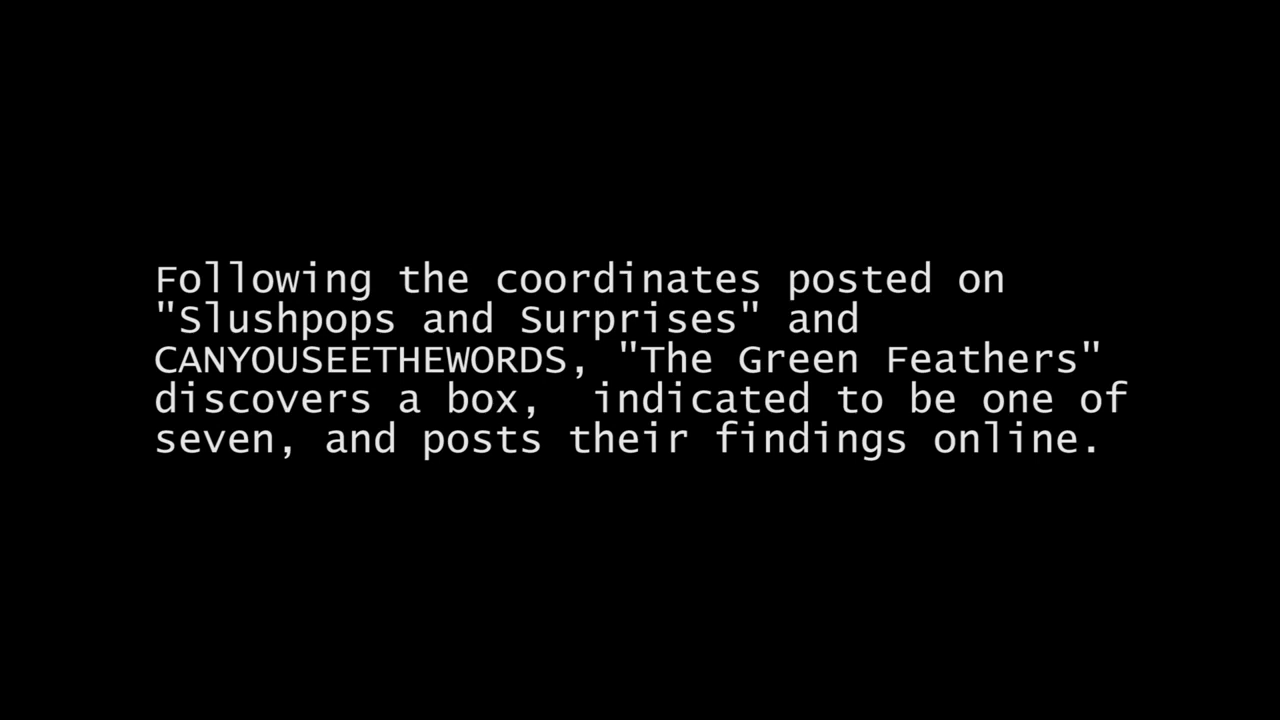 Following the coordinates posted on
"Slushpops and Surprises" and
CANYOUSEETHEWORDS, "The Green Feathers"
discovers a box,  indicated to be one of
seven, and posts their findings online.